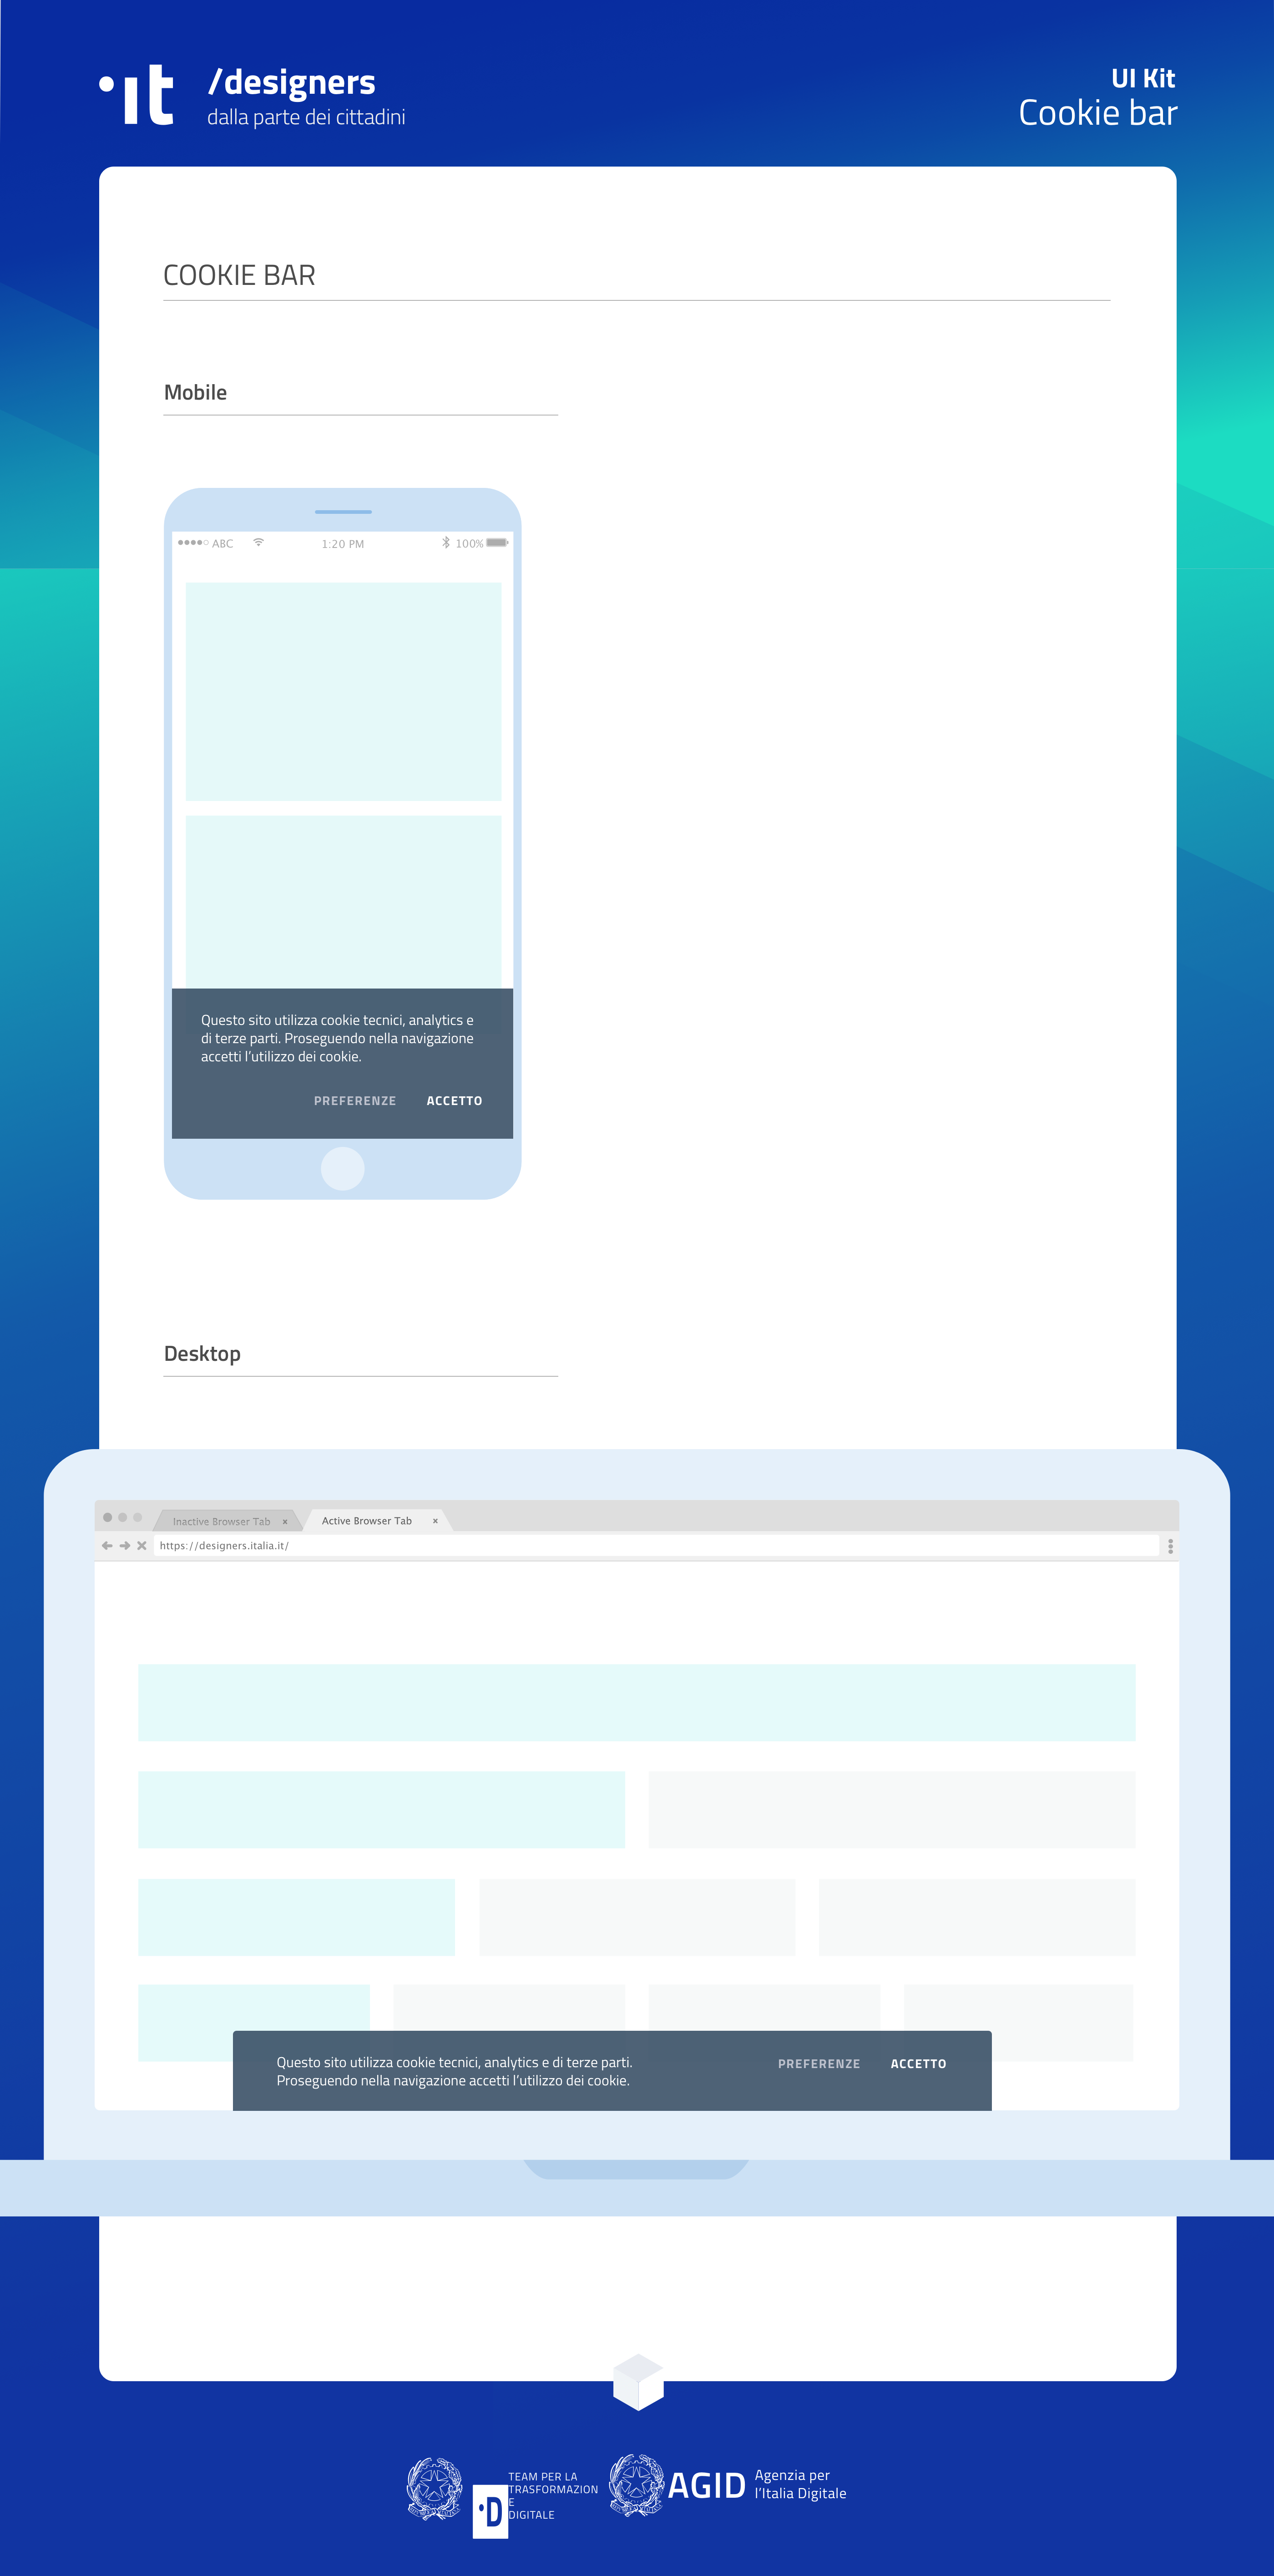 it
/designers
dalla parte dei cittadini
UI Kit
Cookie bar
COOKIE BAR
Mobile
ABC 1:20 PM 100%
Questo sito utilizza cookie tecnici, analytics e
di terze parti. Proseguendo nella navigazione
accetti l’utilizzo dei cookie.
PREFERENZE ACCETTO
Desktop
Inactive Browser Tab x Active Browser Tab x
https://designers.italia.it/
Questo sito utilizza cookie tecnici, analytics e di terze parti.
Proseguendo nella navigazione accetti l’utilizzo dei cookie.
PREFERENZE ACCETTO
D
TEAM PER LA
TRASFORMAZION
E
DIGITALE
AGID
Agenzia per
l’Italia Digitale